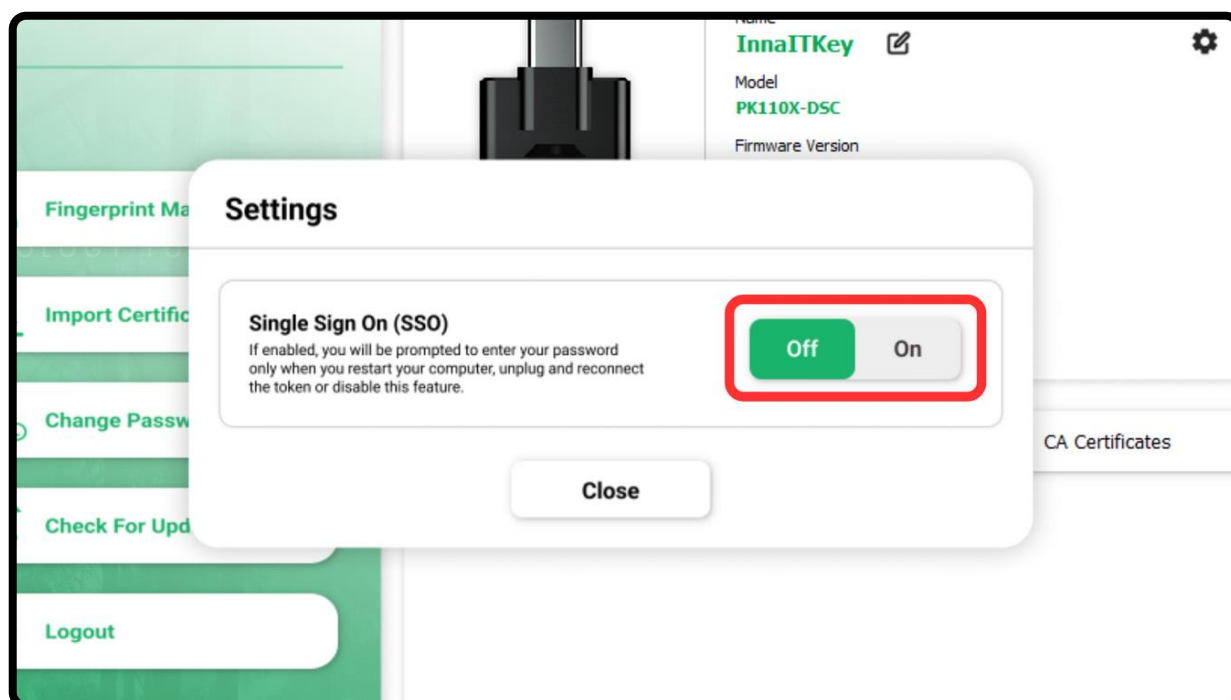 InnaITKey
Model
PK110X-DSC
Firmware Version
Fingerprint Ma
Import Certific
Change Passw
Check For Upd
Logout
Settings
Single Sign On (SSO)
If enabled, you will be prompted to enter your password
only when you restart your computer, unplug and reconnect
the token or disable this feature.
Off
On
Close
CA Certificates